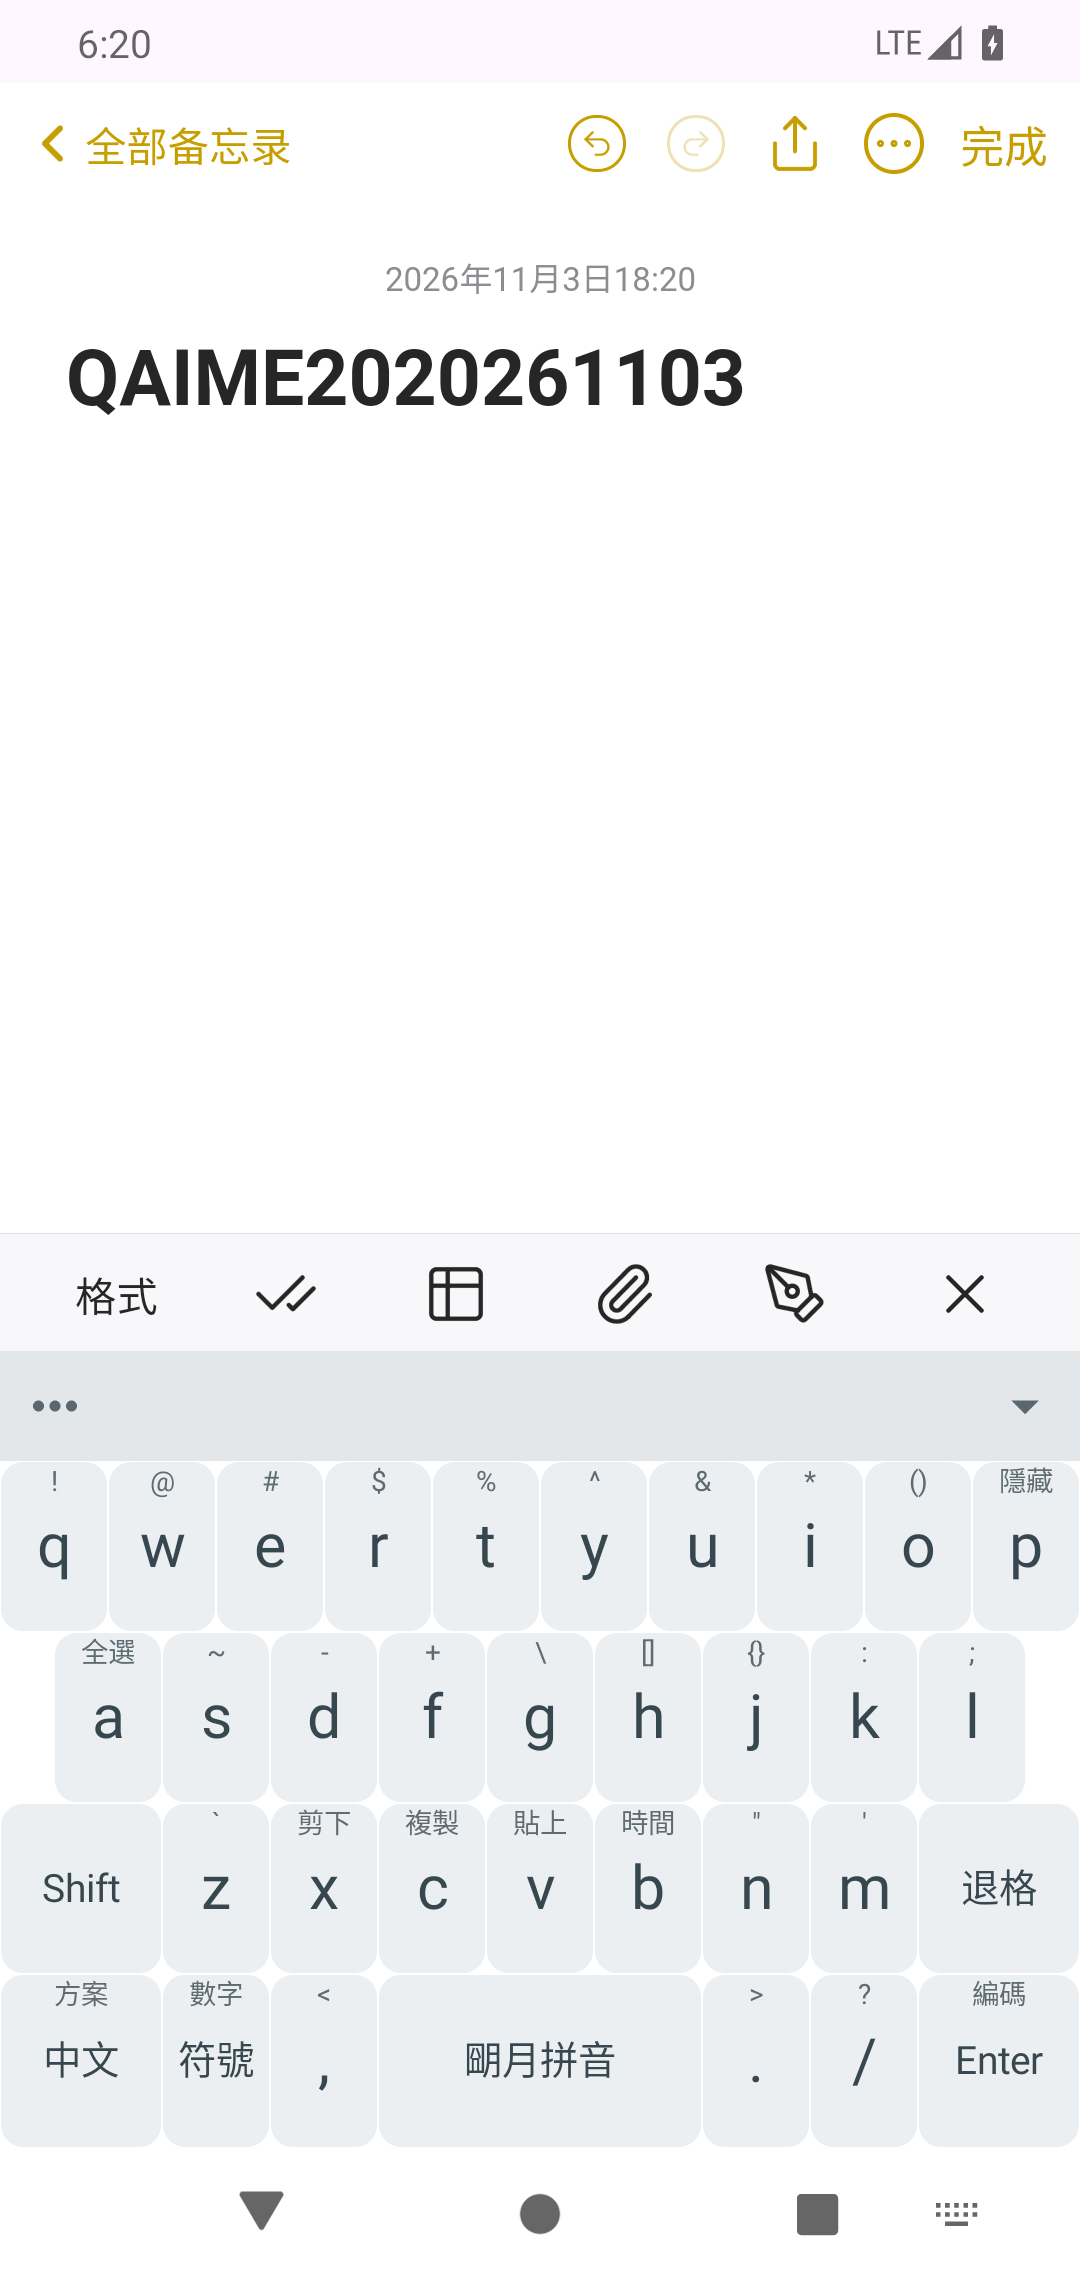 6:20 LTE
全部备忘录 完成
2026年11月3日18:20
QAIME2020261103
格式
! @ # $ % ^ & * () 隱藏
q w e r t y u i o p
全選 ~ - + \ [] {} : ;
a s d f g h j k l
` 剪下 複製 貼上 時間 " '
Shift z x c v b n m 退格
方案 數字 < > ? 編碼
中文 符號 , 朙月拼音 . / Enter